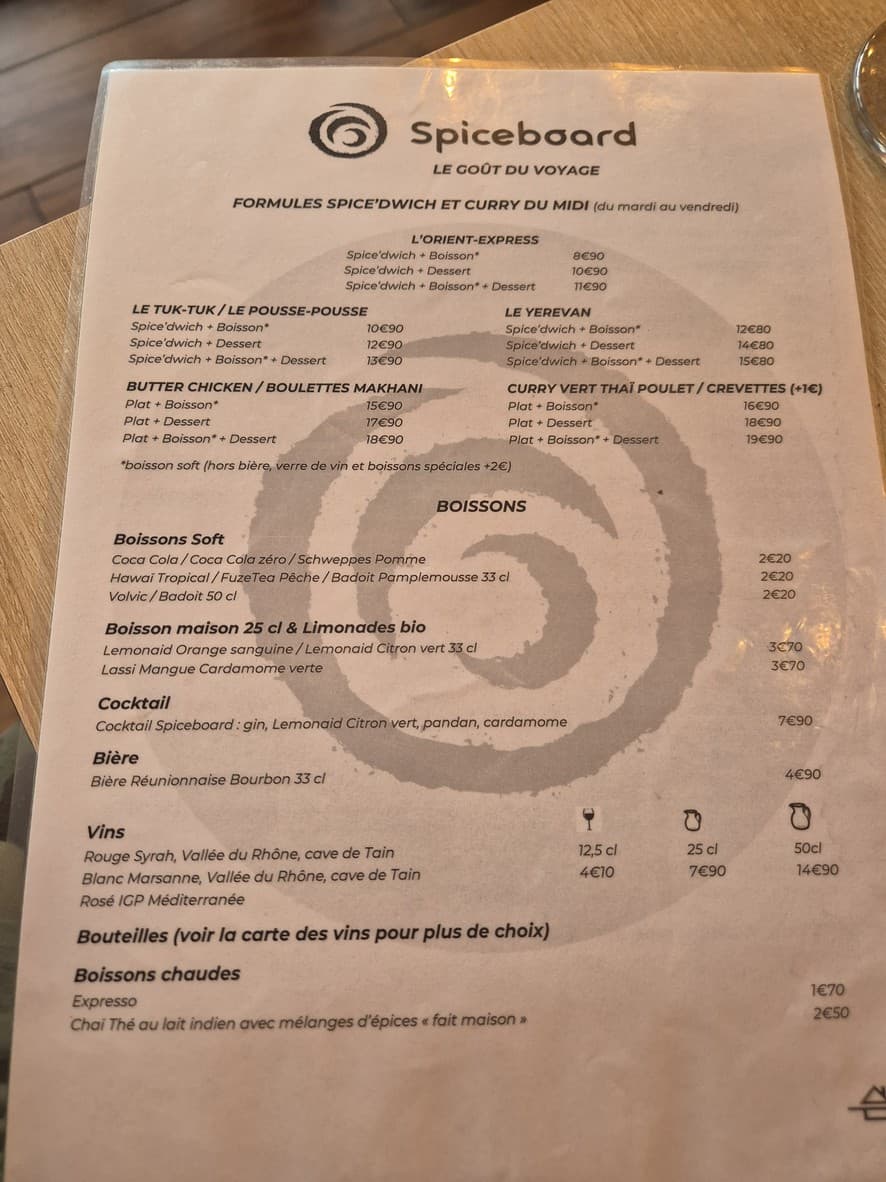 Spiceboard
LE GOÛT DU VOYAGE
FORMULES SPICE'DWICH ET CURRY DU MIDI (du mardi au vendredi)
L'ORIENT-EXPRESS
Spice'dwich + Boisson* 8€90
Spice'dwich + Dessert 10€90
Spice'dwich + Boisson* + Dessert 11€90
LE TUK-TUK / LE POUSSE-POUSSE
Spice'dwich + Boisson* 10€90
Spice'dwich + Dessert 12€90
Spice'dwich + Boisson* + Dessert 13€90
LE YEREVAN
Spice'dwich + Boisson* 12€80
Spice'dwich + Dessert 14€80
Spice'dwich + Boisson* + Dessert 15€80
BUTTER CHICKEN / BOULETTES MAKHANI
Plat + Boisson* 15€90
Plat + Dessert 17€90
Plat + Boisson* + Dessert 18€90
CURRY VERT THAÏ POULET / CREVETTES (+1€)
Plat + Boisson* 16€90
Plat + Dessert 18€90
Plat + Boisson* + Dessert 19€90
*boisson soft (hors bière, verre de vin et boissons spéciales +2€)
BOISSONS
Boissons Soft
Coca Cola / Coca Cola zéro / Schweppes Pomme 2€20
Hawaï Tropical / FuzeTea Pêche / Badoit Pamplemousse 33 cl 2€20
Volvic / Badoit 50 cl 2€20
Boisson maison 25 cl & Limonades bio
Lemonaid Orange sanguine / Lemonaid Citron vert 33 cl 3€70
Lassi Mangue Cardamome verte 3€70
Cocktail
Cocktail Spiceboard : gin, Lemonaid Citron vert, pandan, cardamome 7€90
Bière
Bière Réunionnaise Bourbon 33 cl 4€90
Vins
Rouge Syrah, Vallée du Rhône, cave de Tain 12,5 cl 25 cl 50cl
Blanc Marsanne, Vallée du Rhône, cave de Tain 4€10 7€90 14€90
Rosé IGP Méditerranée
Bouteilles (voir la carte des vins pour plus de choix)
Boissons chaudes
Expresso 1€70
Chaï Thé au lait indien avec mélanges d'épices « fait maison » 2€50